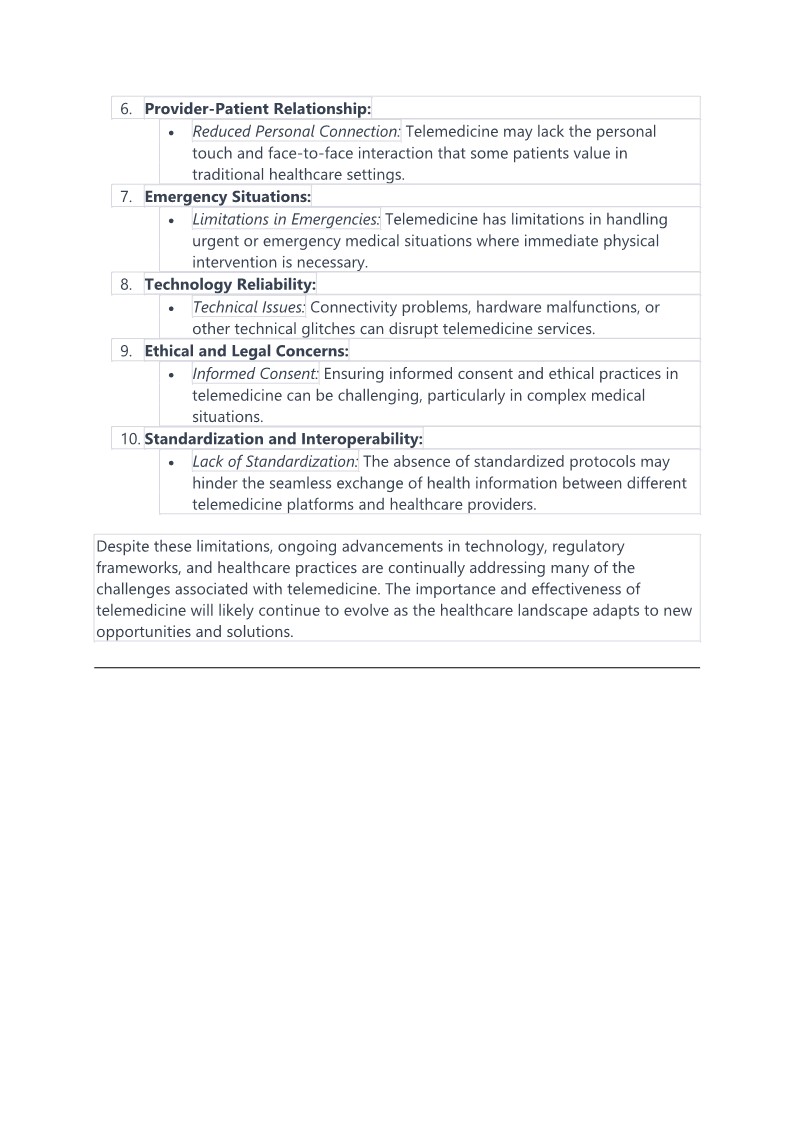 6. Provider-Patient Relationship:
• Reduced Personal Connection: Telemedicine may lack the personal
touch and face-to-face interaction that some patients value in
traditional healthcare settings.
7. Emergency Situations:
• Limitations in Emergencies: Telemedicine has limitations in handling
urgent or emergency medical situations where immediate physical
intervention is necessary.
8. Technology Reliability:
• Technical Issues: Connectivity problems, hardware malfunctions, or
other technical glitches can disrupt telemedicine services.
9. Ethical and Legal Concerns:
• Informed Consent: Ensuring informed consent and ethical practices in
telemedicine can be challenging, particularly in complex medical
situations.
10. Standardization and Interoperability:
• Lack of Standardization: The absence of standardized protocols may
hinder the seamless exchange of health information between different
telemedicine platforms and healthcare providers.
Despite these limitations, ongoing advancements in technology, regulatory
frameworks, and healthcare practices are continually addressing many of the
challenges associated with telemedicine. The importance and effectiveness of
telemedicine will likely continue to evolve as the healthcare landscape adapts to new
opportunities and solutions.